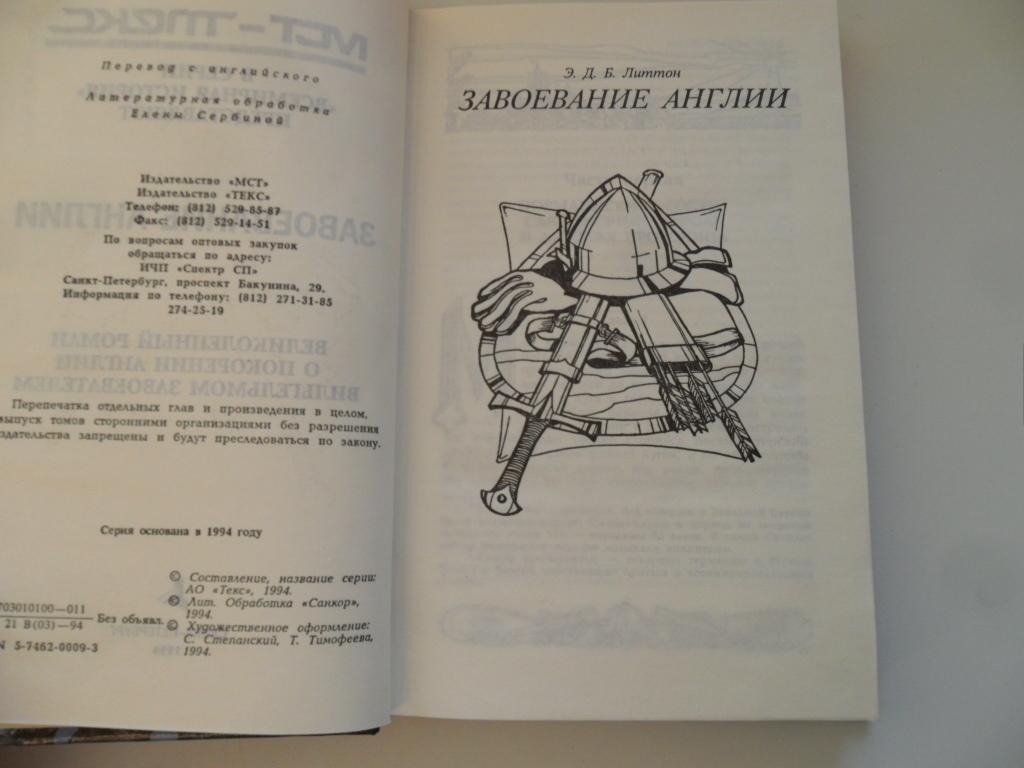 Перевод с английского
Литературная обработка
Елены Сербиной
Издательство «МСТ»
Издательство «ТЕКС»
Телефон: (812) 529-85-87
Факс: (812) 529-14-51
По вопросам оптовых закупок
обращаться по адресу:
ИЧП «Спектр СП»
Санкт-Петербург, проспект Бакунина, 29.
Информация по телефону: (812) 271-31-85
274-25-19
Перепечатка отдельных глав и произведения в целом,
выпуск томов сторонними организациями без разрешения
издательства запрещены и будут преследоваться по закону.
Серия основана в 1994 году
© Составление, название серии:
АО «Текс», 1994.
© Лит. Обработка «Санкор»,
1994.
© Художественное оформление:
С. Степанский, Т. Тимофеева,
1994.
703010100—011
21 В(03)—94
Без объявл.
N 5-7462-0009-3
Э. Д. Б. Литтон
ЗАВОЕВАНИЕ АНГЛИИ